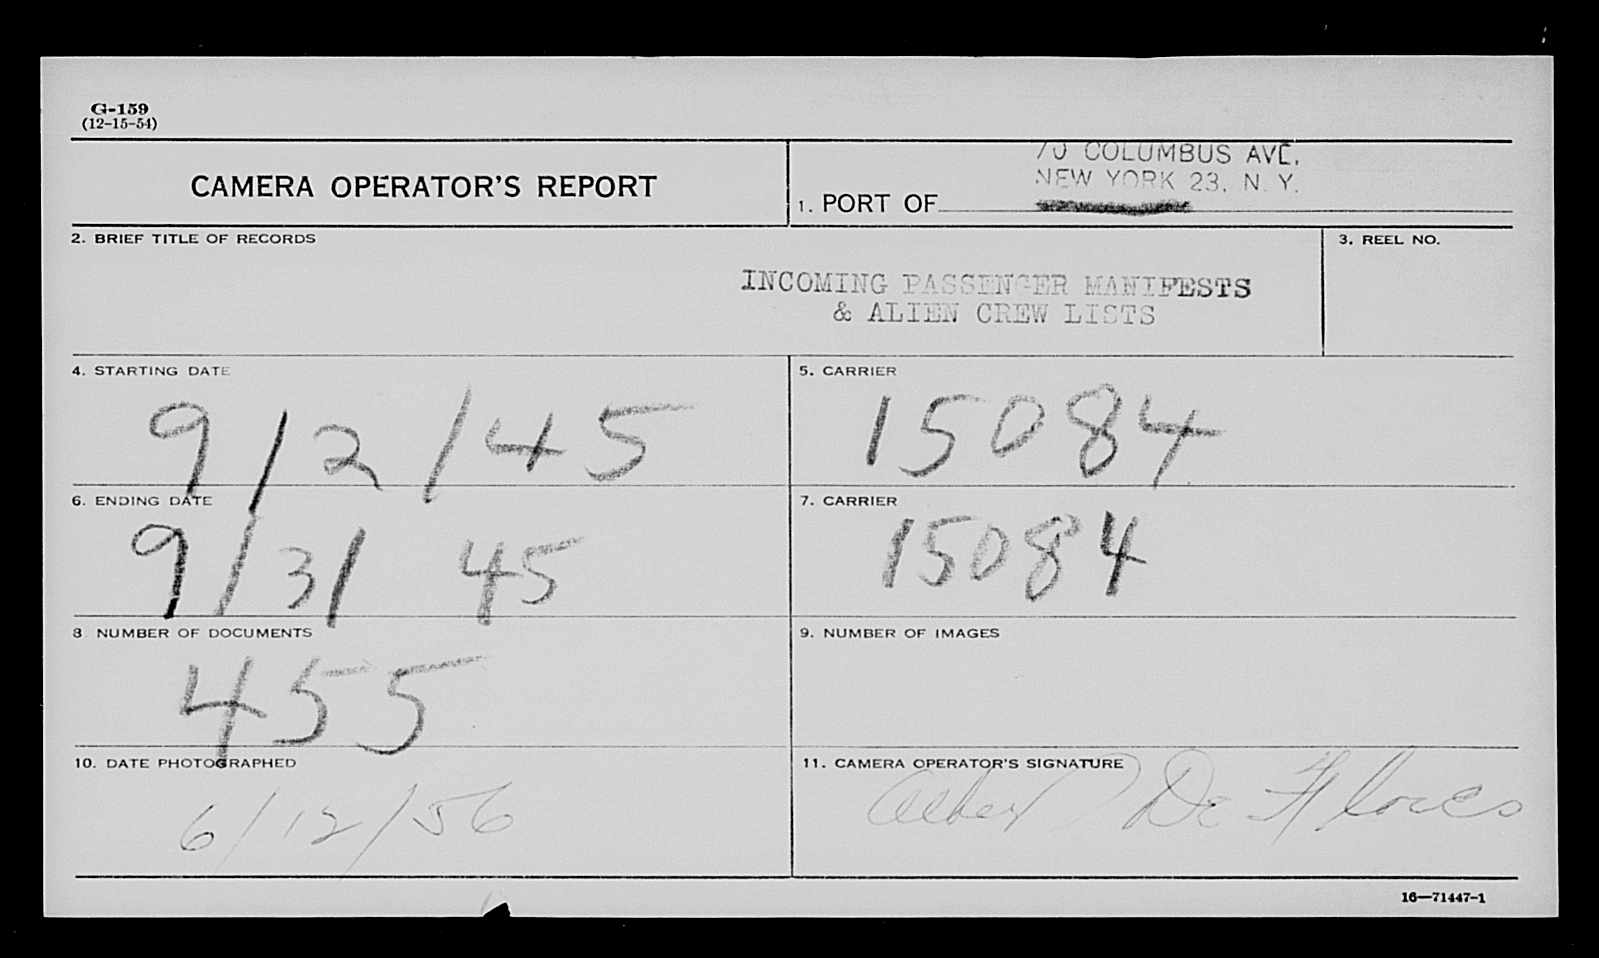 G-159
(12-15-54)
CAMERA OPERATOR'S REPORT
70 COLUMBUS AVE.
NEW YORK 23, N. Y.
1. PORT OF
2. BRIEF TITLE OF RECORDS
INCOMING PASSENGER MANIFESTS
& ALIEN CREW LISTS
3. REEL NO.
4. STARTING DATE
9/2/45
5. CARRIER
15084
6. ENDING DATE
9/31 45
7. CARRIER
15084
8 NUMBER OF DOCUMENTS
455
9. NUMBER OF IMAGES
10. DATE PHOTOGRAPHED
6/12/56
11. CAMERA OPERATOR'S SIGNATURE
Albert De
16—71447-1